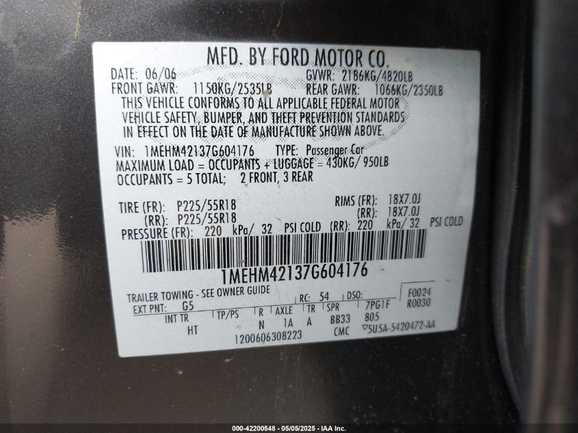 MFD. BY FORD MOTOR CO.
DATE: 06/06 GVWR: 2186KG/4820LB
FRONT GAWR: 1150KG/2535LB REAR GAWR: 1066KG/2350LB
THIS VEHICLE CONFORMS TO ALL APPLICABLE FEDERAL MOTOR
VEHICLE SAFETY, BUMPER, AND THEFT PREVENTION STANDARDS
IN EFFECT ON THE DATE OF MANUFACTURE SHOWN ABOVE.
VIN: 1MEHM42137G604176 TYPE: Passenger Car
MAXIMUM LOAD = OCCUPANTS + LUGGAGE = 430KG/ 950LB
OCCUPANTS = 5 TOTAL; 2 FRONT, 3 REAR
TIRE (FR): P225/55R18 RIMS (FR): 18X7.0J
(RR): P225/55R18 (RR): 18X7.0J
PRESSURE (FR): 220 kPa/ 32 PSI COLD (RR): 220 kPa/ 32 PSI COLD
1MEHM42137G604176
TRAILER TOWING - SEE OWNER GUIDE
EXT PNT: G5 RC: 54 DSO: F0024
INT TR TP/PS R AXLE TR SPR 7PG1F R0030
HT N 1A A BB33 805
1200606308223 CMC 5U5A-5420472-AA
000-42200548 - 05/05/2025 - IAAI.COM